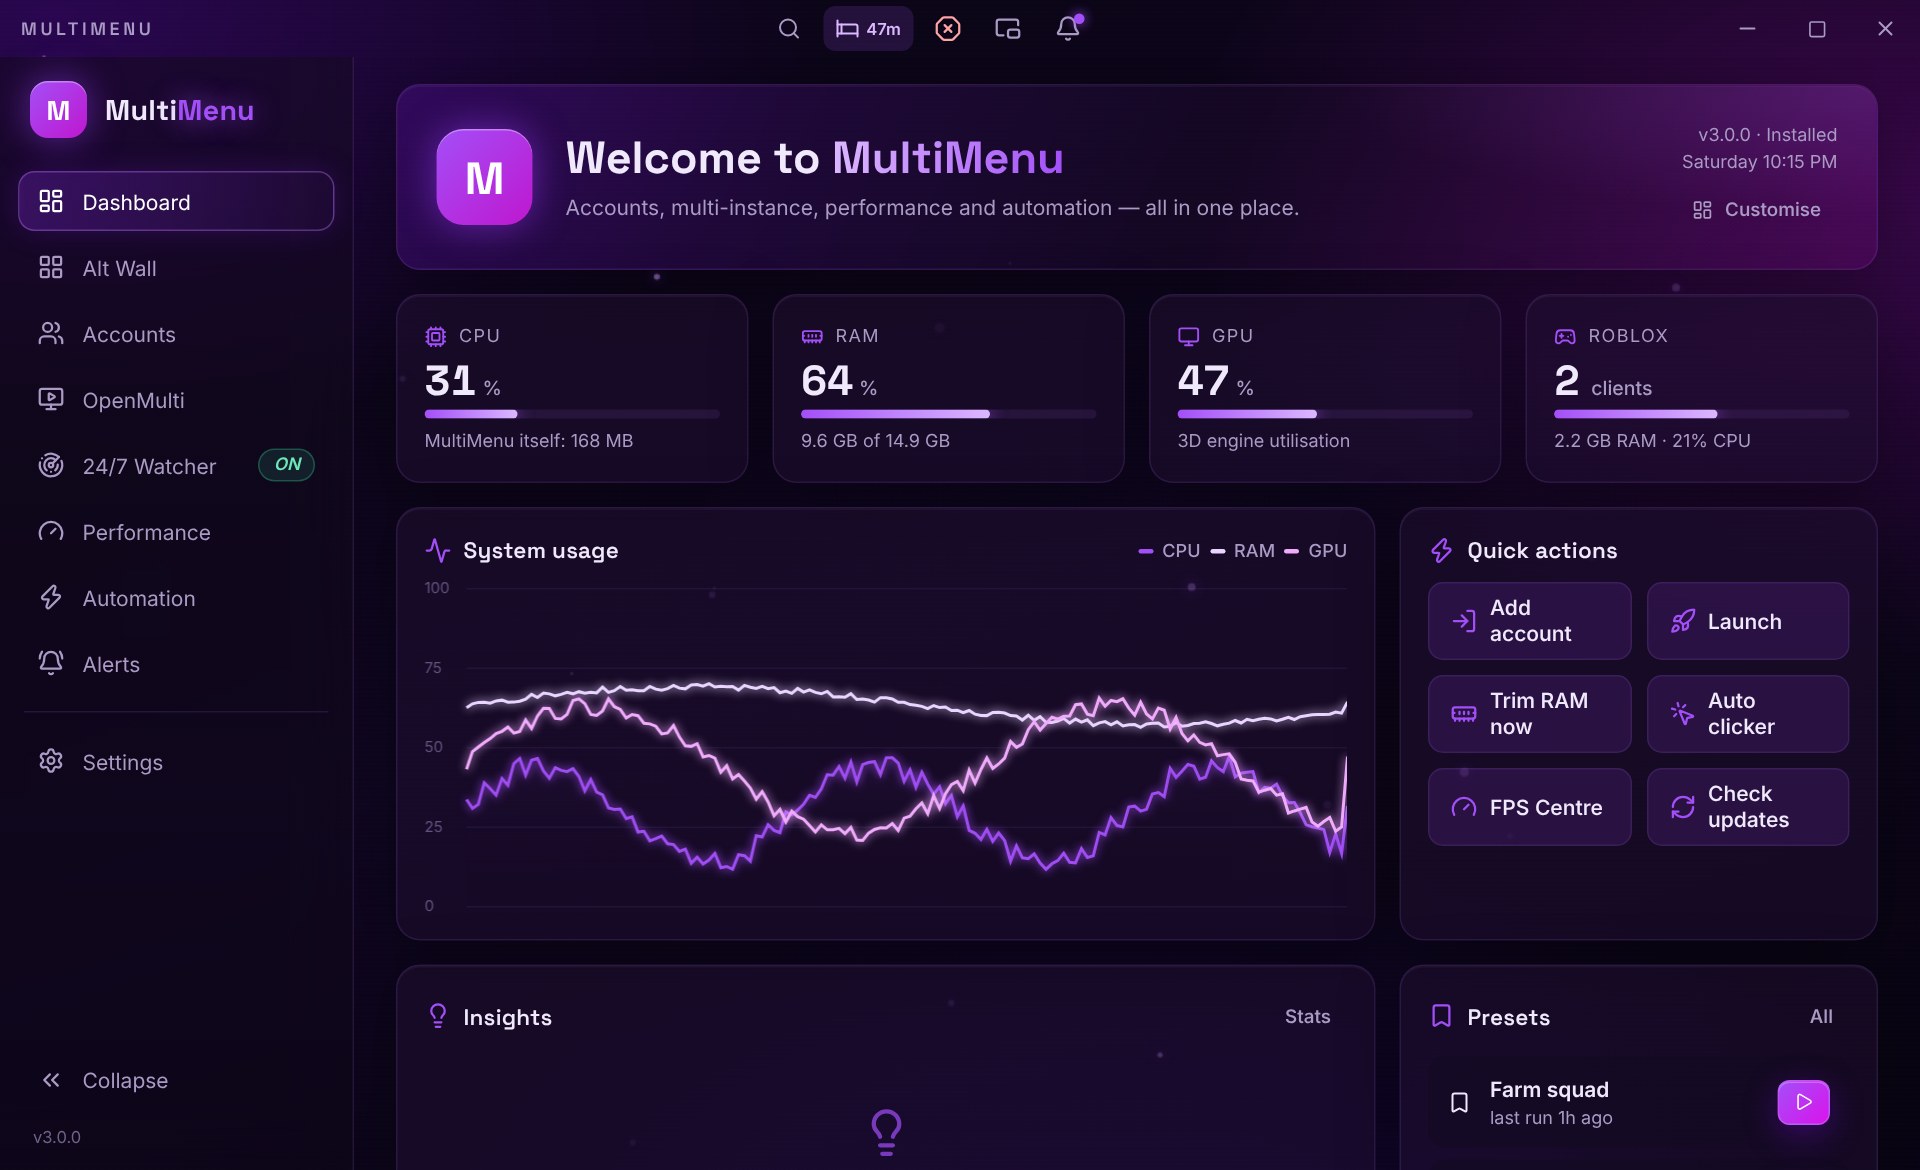 MULTIMENU
47m
M
MultiMenu
Dashboard
Alt Wall
Accounts
OpenMulti
24/7 Watcher
ON
Performance
Automation
Alerts
Settings
Collapse
v3.0.0
M
Welcome to MultiMenu
Accounts, multi-instance, performance and automation — all in one place.
v3.0.0 · Installed
Saturday 10:15 PM
Customise
CPU
31 %
MultiMenu itself: 168 MB
RAM
64 %
9.6 GB of 14.9 GB
GPU
47 %
3D engine utilisation
ROBLOX
2 clients
2.2 GB RAM · 21% CPU
System usage
CPU RAM GPU
100
75
50
25
0
Quick actions
Add
account
Launch
Trim RAM
now
Auto
clicker
FPS Centre
Check
updates
Insights
Stats
Presets
All
Farm squad
last run 1h ago